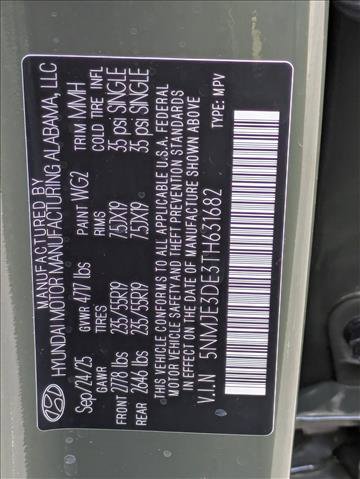 MANUFACTURED BY
HYUNDAI MOTOR MANUFACTURING ALABAMA, LLC
Sep/24/25 GVWR 4717 lbs PAINT WG2 TRIM MMH
GAWR TIRES RIMS COLD TIRE INFL
FRONT 2778 lbs 235/55R19 7.5JX19 35 psi SINGLE
REAR 2646 lbs 235/55R19 7.5JX19 35 psi SINGLE
THIS VEHICLE CONFORMS TO ALL APPLICABLE U.S.A. FEDERAL
MOTOR VEHICLE SAFETY AND THEFT PREVENTION STANDARDS
IN EFFECT ON THE DATE OF MANUFACTURE SHOWN ABOVE.
V.I.N 5NMJE3DE3TH631682 TYPE: MPV